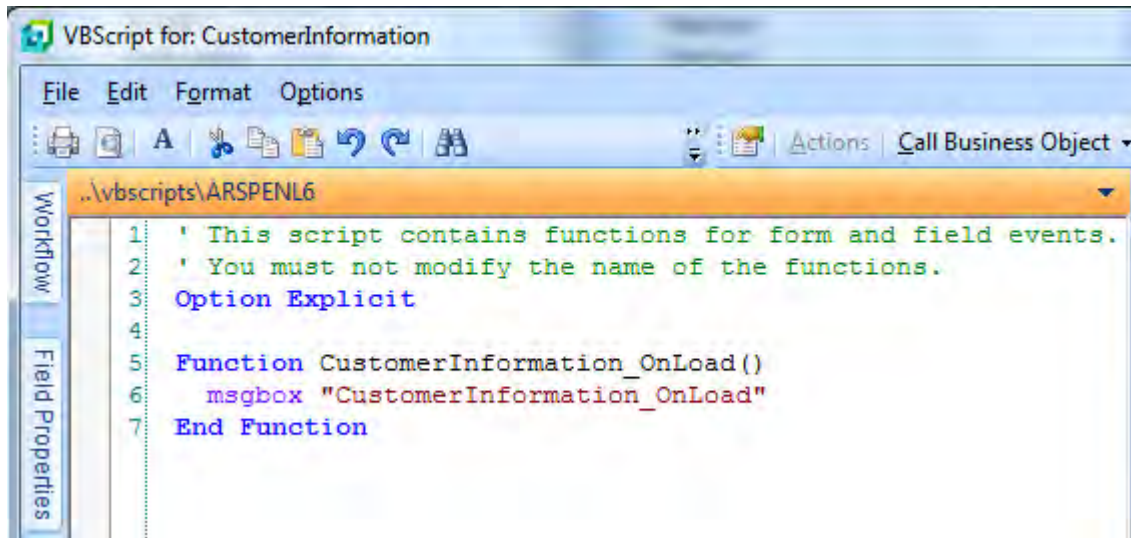 VBScript for: CustomerInformation
File Edit Format Options
A Actions Call Business Object
..\vbscripts\ARSPENL6
Workflow
Field Properties
1 ' This script contains functions for form and field events.
2 ' You must not modify the name of the functions.
3 Option Explicit
4
5 Function CustomerInformation_OnLoad()
6 msgbox "CustomerInformation_OnLoad"
7 End Function